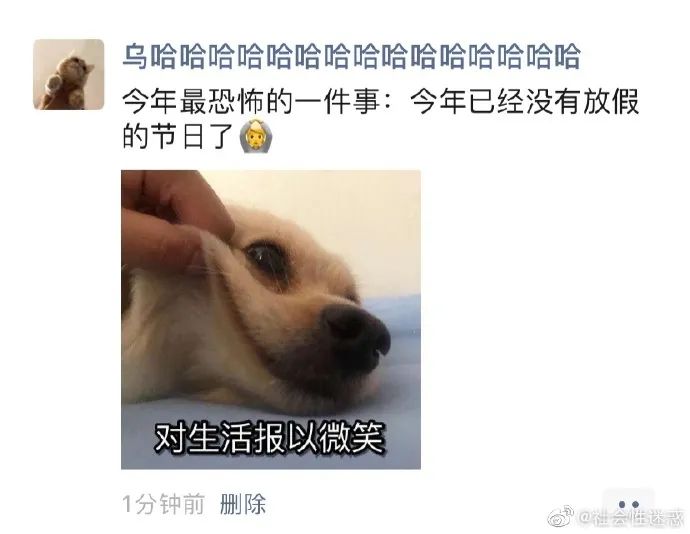 乌哈哈哈哈哈哈哈哈哈哈哈哈哈哈哈
今年最恐怖的一件事：今年已经没有放假
的节日了🙆
对生活报以微笑
1分钟前 删除
@社会性迷惑